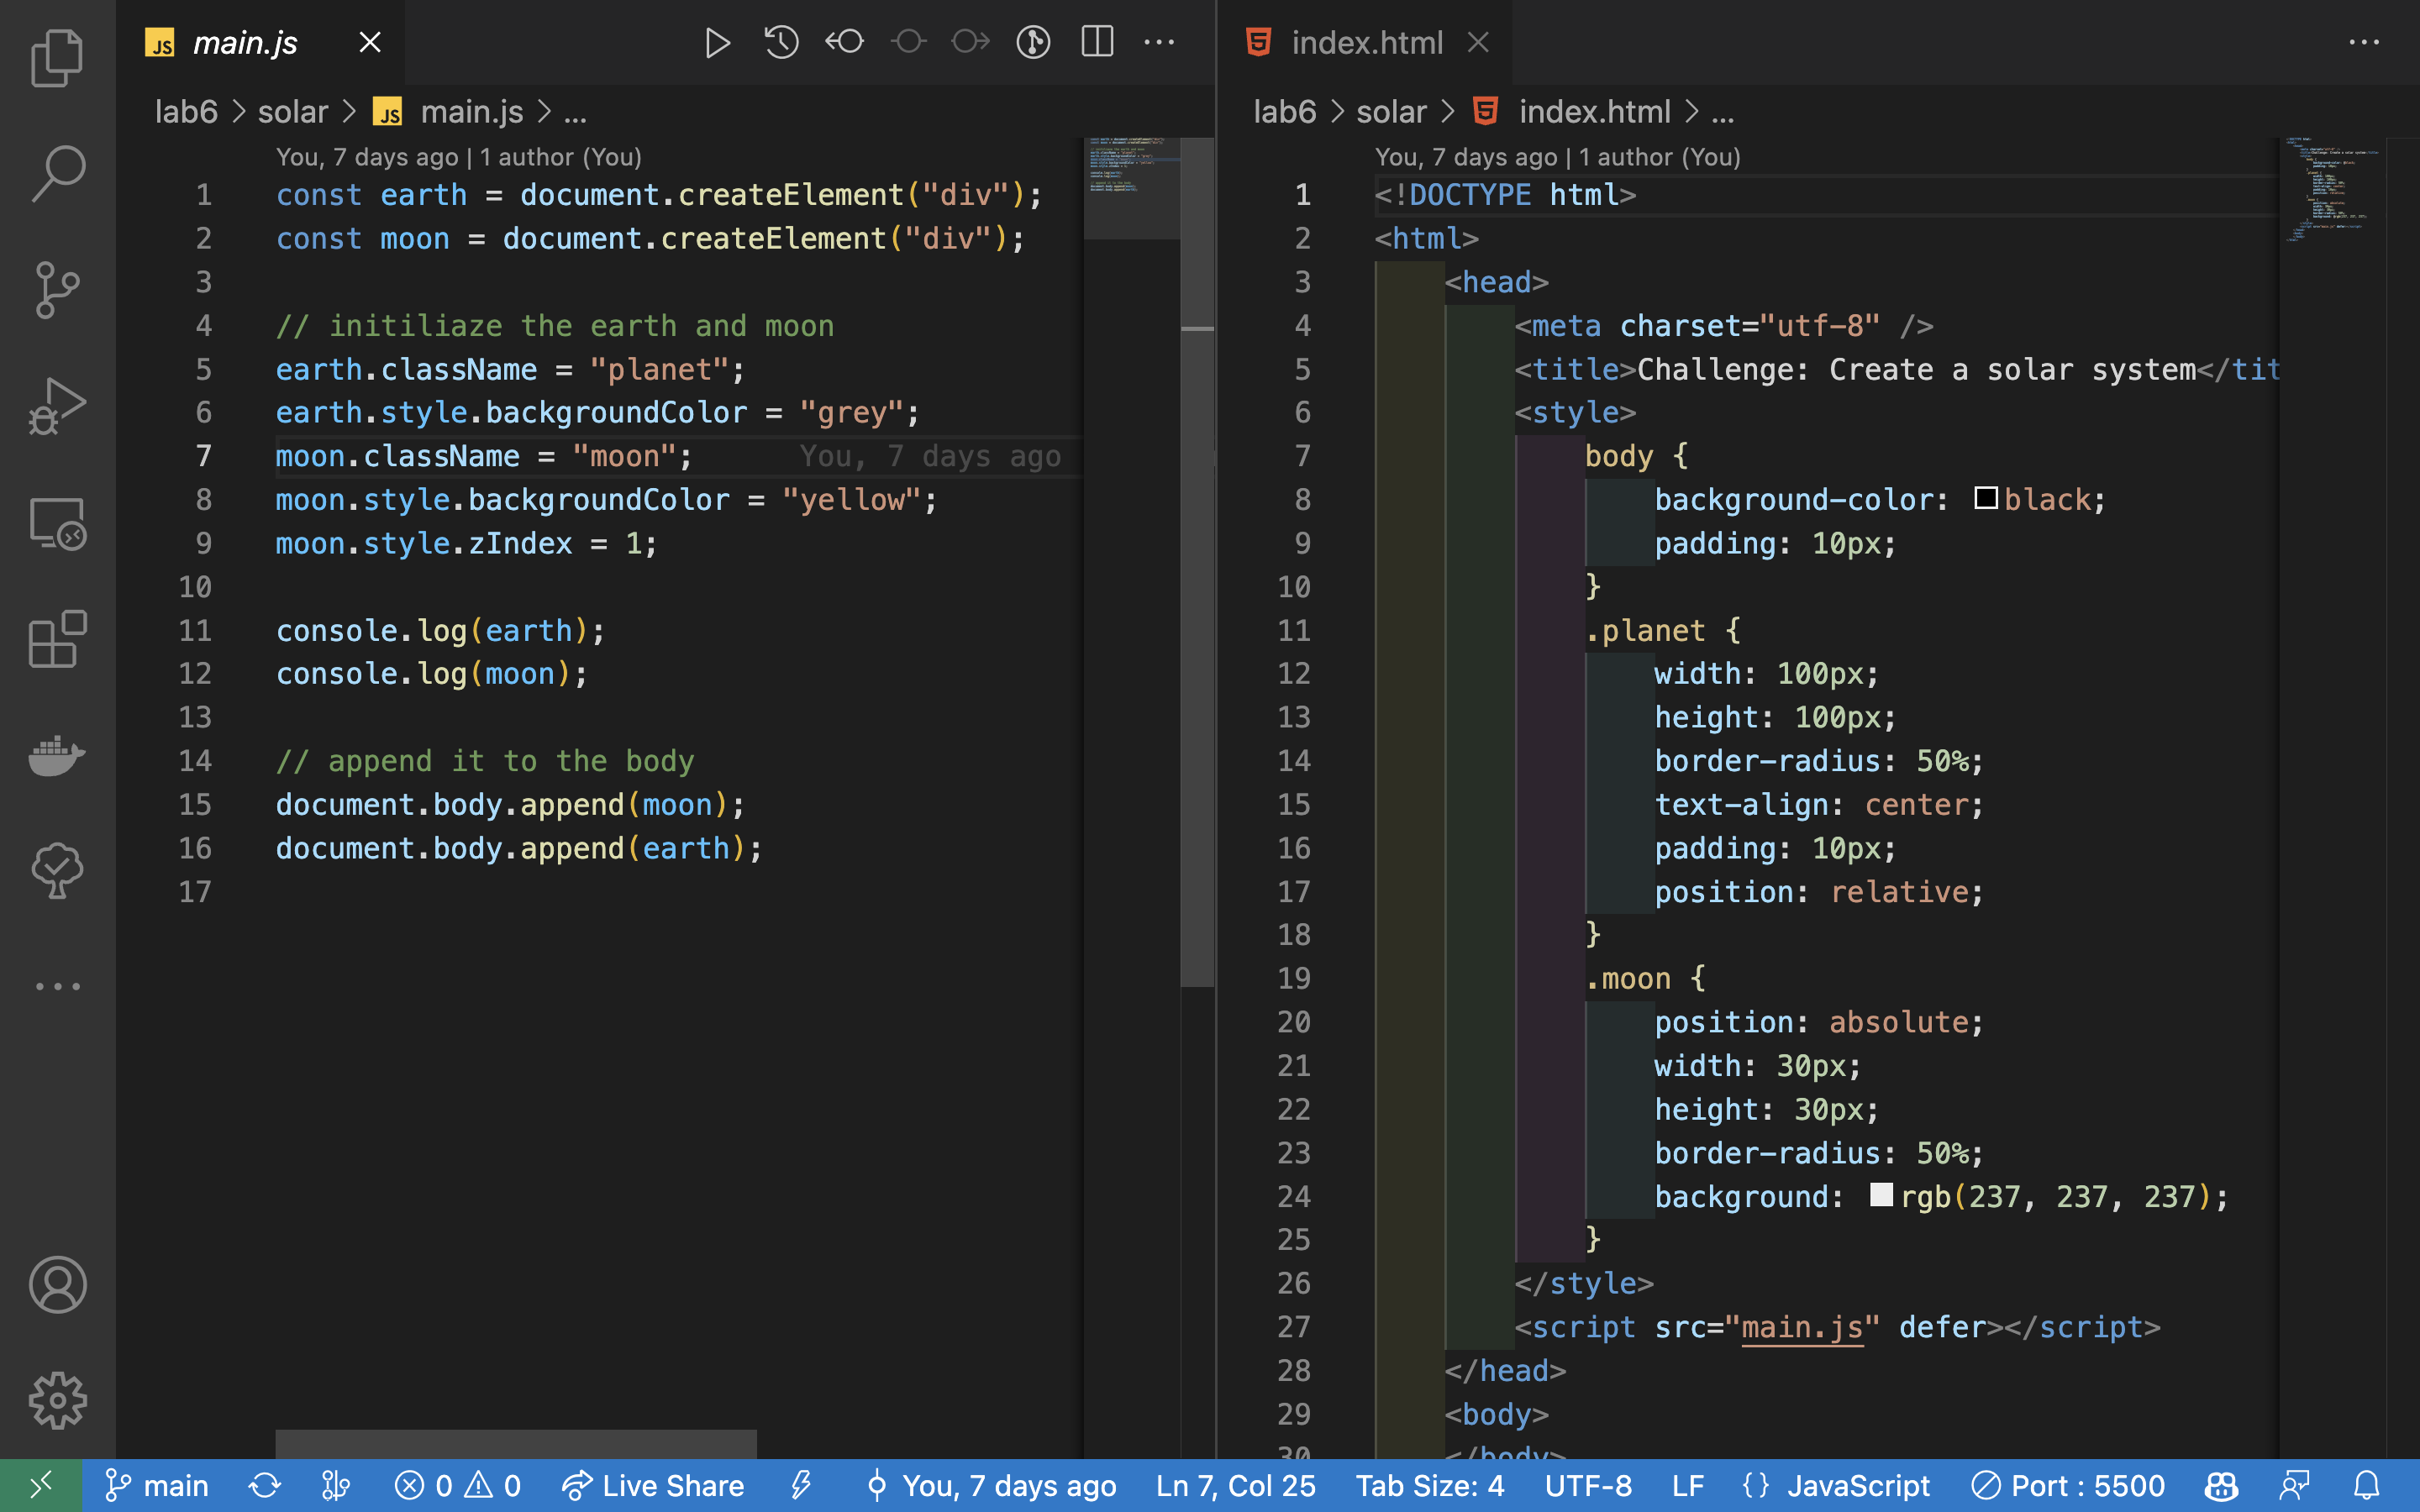 main.js
lab6 > solar > main.js > ...
You, 7 days ago | 1 author (You)
1 const earth = document.createElement("div");
2 const moon = document.createElement("div");
3
4 // initiliaze the earth and moon
5 earth.className = "planet";
6 earth.style.backgroundColor = "grey";
7 moon.className = "moon"; You, 7 days ago
8 moon.style.backgroundColor = "yellow";
9 moon.style.zIndex = 1;
10
11 console.log(earth);
12 console.log(moon);
13
14 // append it to the body
15 document.body.append(moon);
16 document.body.append(earth);
17
index.html
lab6 > solar > index.html > ...
You, 7 days ago | 1 author (You)
1 <!DOCTYPE html>
2 <html>
3 <head>
4 <meta charset="utf-8" />
5 <title>Challenge: Create a solar system</tit
6 <style>
7 body {
8 background-color: black;
9 padding: 10px;
10 }
11 .planet {
12 width: 100px;
13 height: 100px;
14 border-radius: 50%;
15 text-align: center;
16 padding: 10px;
17 position: relative;
18 }
19 .moon {
20 position: absolute;
21 width: 30px;
22 height: 30px;
23 border-radius: 50%;
24 background: rgb(237, 237, 237);
25 }
26 </style>
27 <script src="main.js" defer></script>
28 </head>
29 <body>
30 </body>
main 0 0 Live Share You, 7 days ago Ln 7, Col 25 Tab Size: 4 UTF-8 LF {} JavaScript Port : 5500